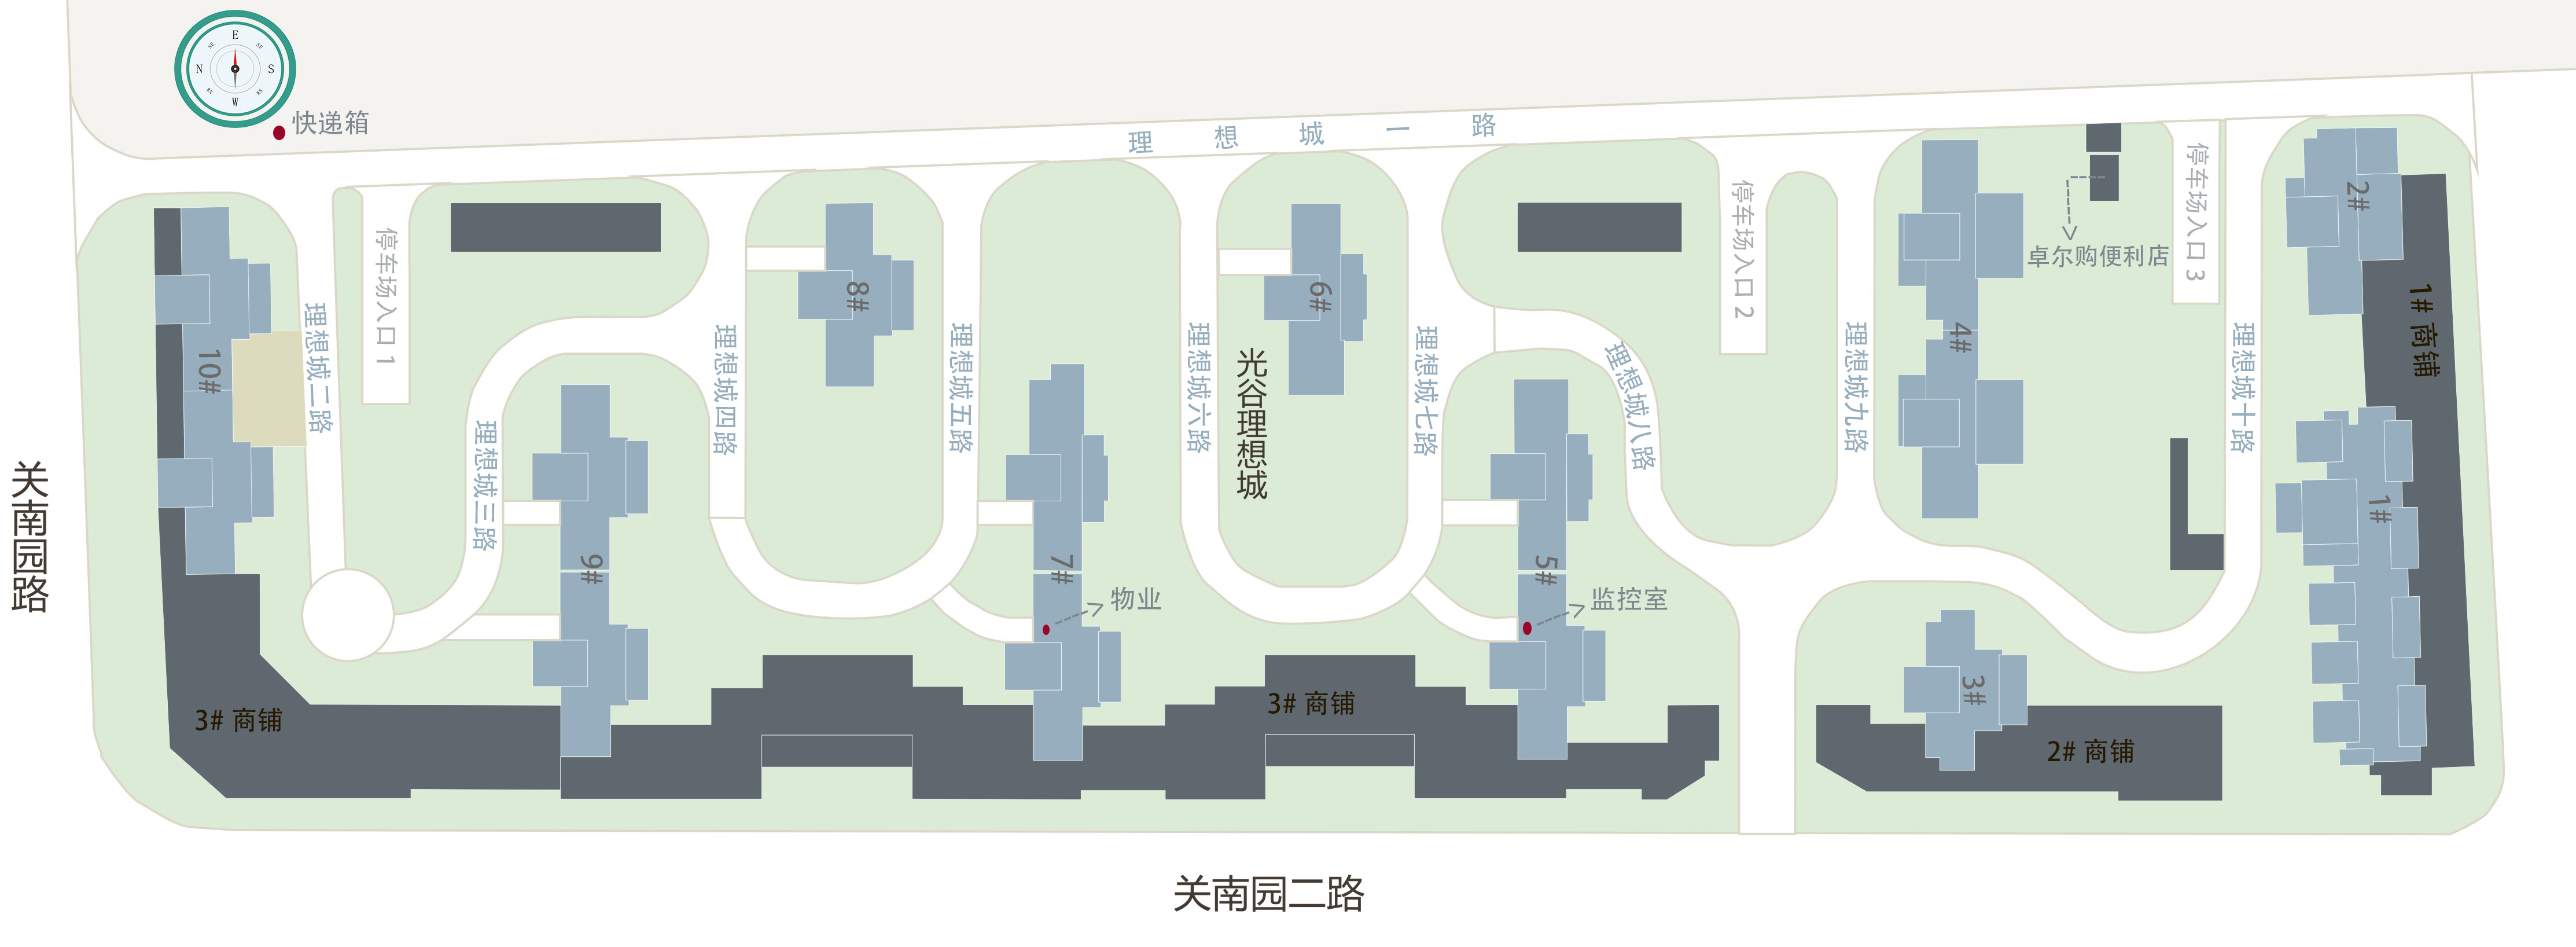 E
NE
SE
N
S
W
快递箱
理想城一路
停车场入口 1
停车场入口 2
停车场入口 3
卓尔购便利店
理想城二路
理想城三路
理想城四路
理想城五路
理想城六路
理想城七路
理想城八路
理想城九路
理想城十路
光谷理想城
10#
9#
8#
7#
6#
5#
4#
3#
2#
1#
1# 商铺
物业
监控室
3# 商铺
3# 商铺
2# 商铺
关南园路
关南园二路